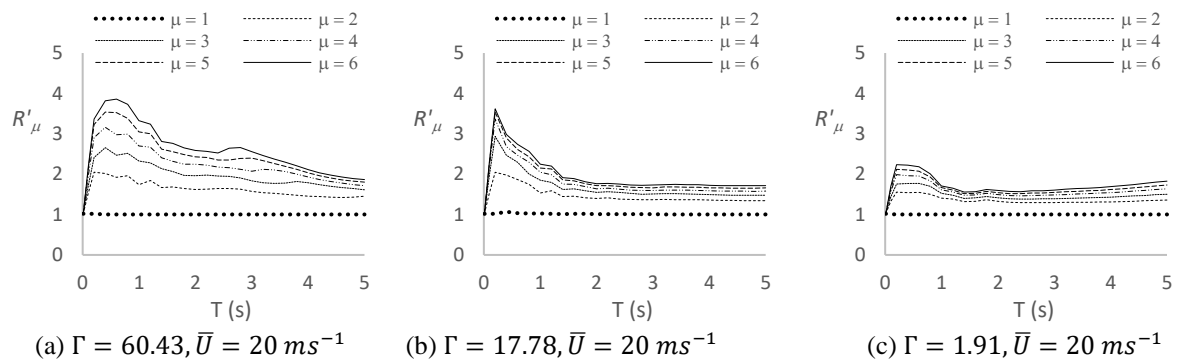 μ = 1 μ = 2
μ = 3 μ = 4
μ = 5 μ = 6
5
4
3
2
1
0
R'μ
0 1 2 3 4 5
T (s)
(a) Γ = 60.43, U̅ = 20 ms⁻¹
μ = 1 μ = 2
μ = 3 μ = 4
μ = 5 μ = 6
5
4
3
2
1
0
R'μ
0 1 2 3 4 5
T (s)
(b) Γ = 17.78, U̅ = 20 ms⁻¹
μ = 1 μ = 2
μ = 3 μ = 4
μ = 5 μ = 6
5
4
3
2
1
0
R'μ
0 1 2 3 4 5
T (s)
(c) Γ = 1.91, U̅ = 20 ms⁻¹